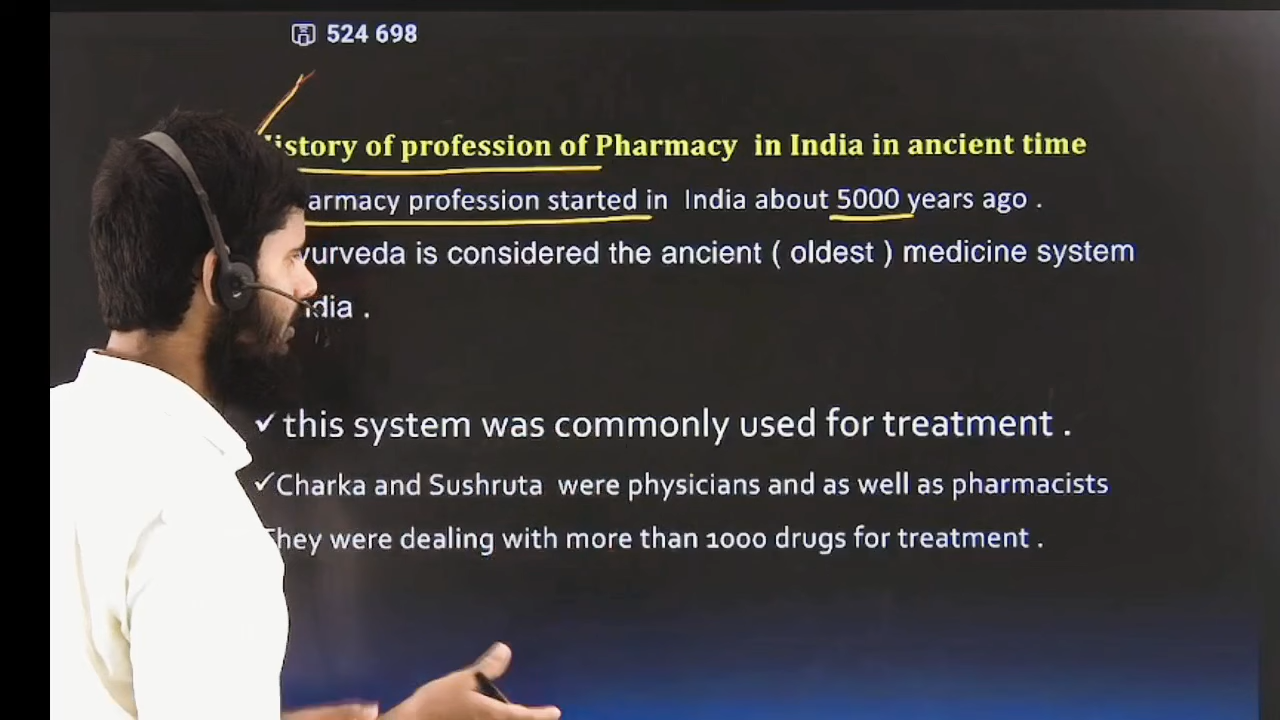 524 698
History of profession of Pharmacy in India in ancient time
armacy profession started in India about 5000 years ago .
yurveda is considered the ancient ( oldest ) medicine system
ndia .
✓ this system was commonly used for treatment .
✓Charka and Sushruta were physicians and as well as pharmacists
They were dealing with more than 1000 drugs for treatment .